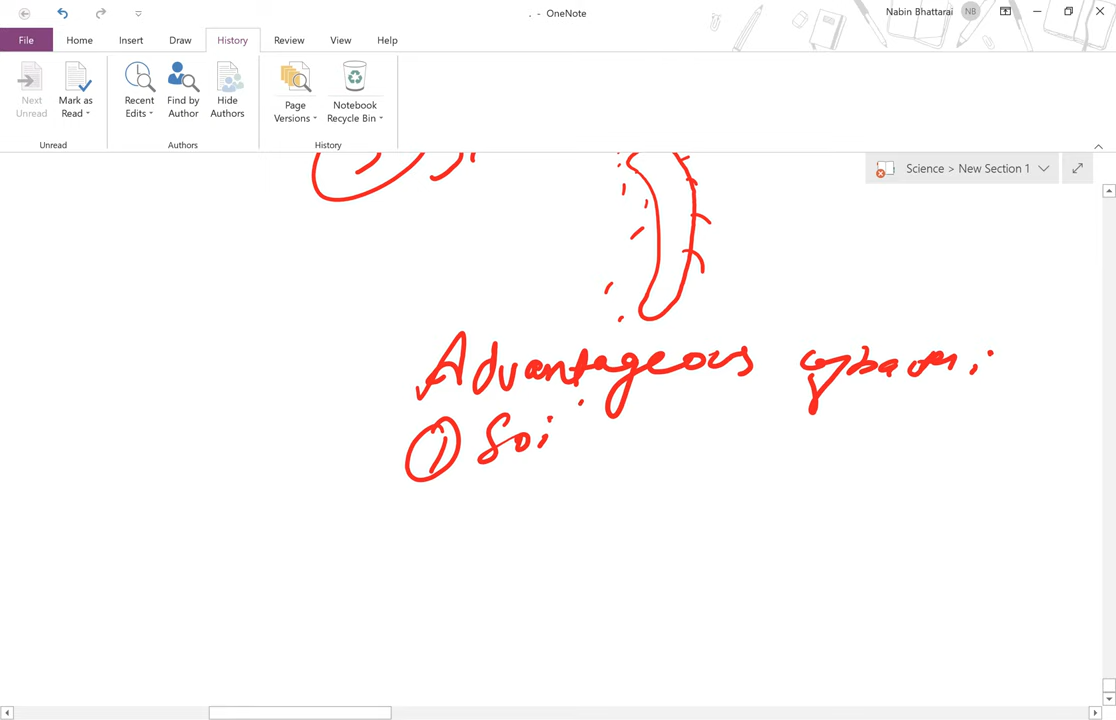 . - OneNote
Nabin Bhattarai NB
File Home Insert Draw History Review View Help
Next Unread
Mark as Read
Recent Edits
Find by Author
Hide Authors
Page Versions
Notebook Recycle Bin
Unread Authors History
Science > New Section 1
Advantageous
① Soi